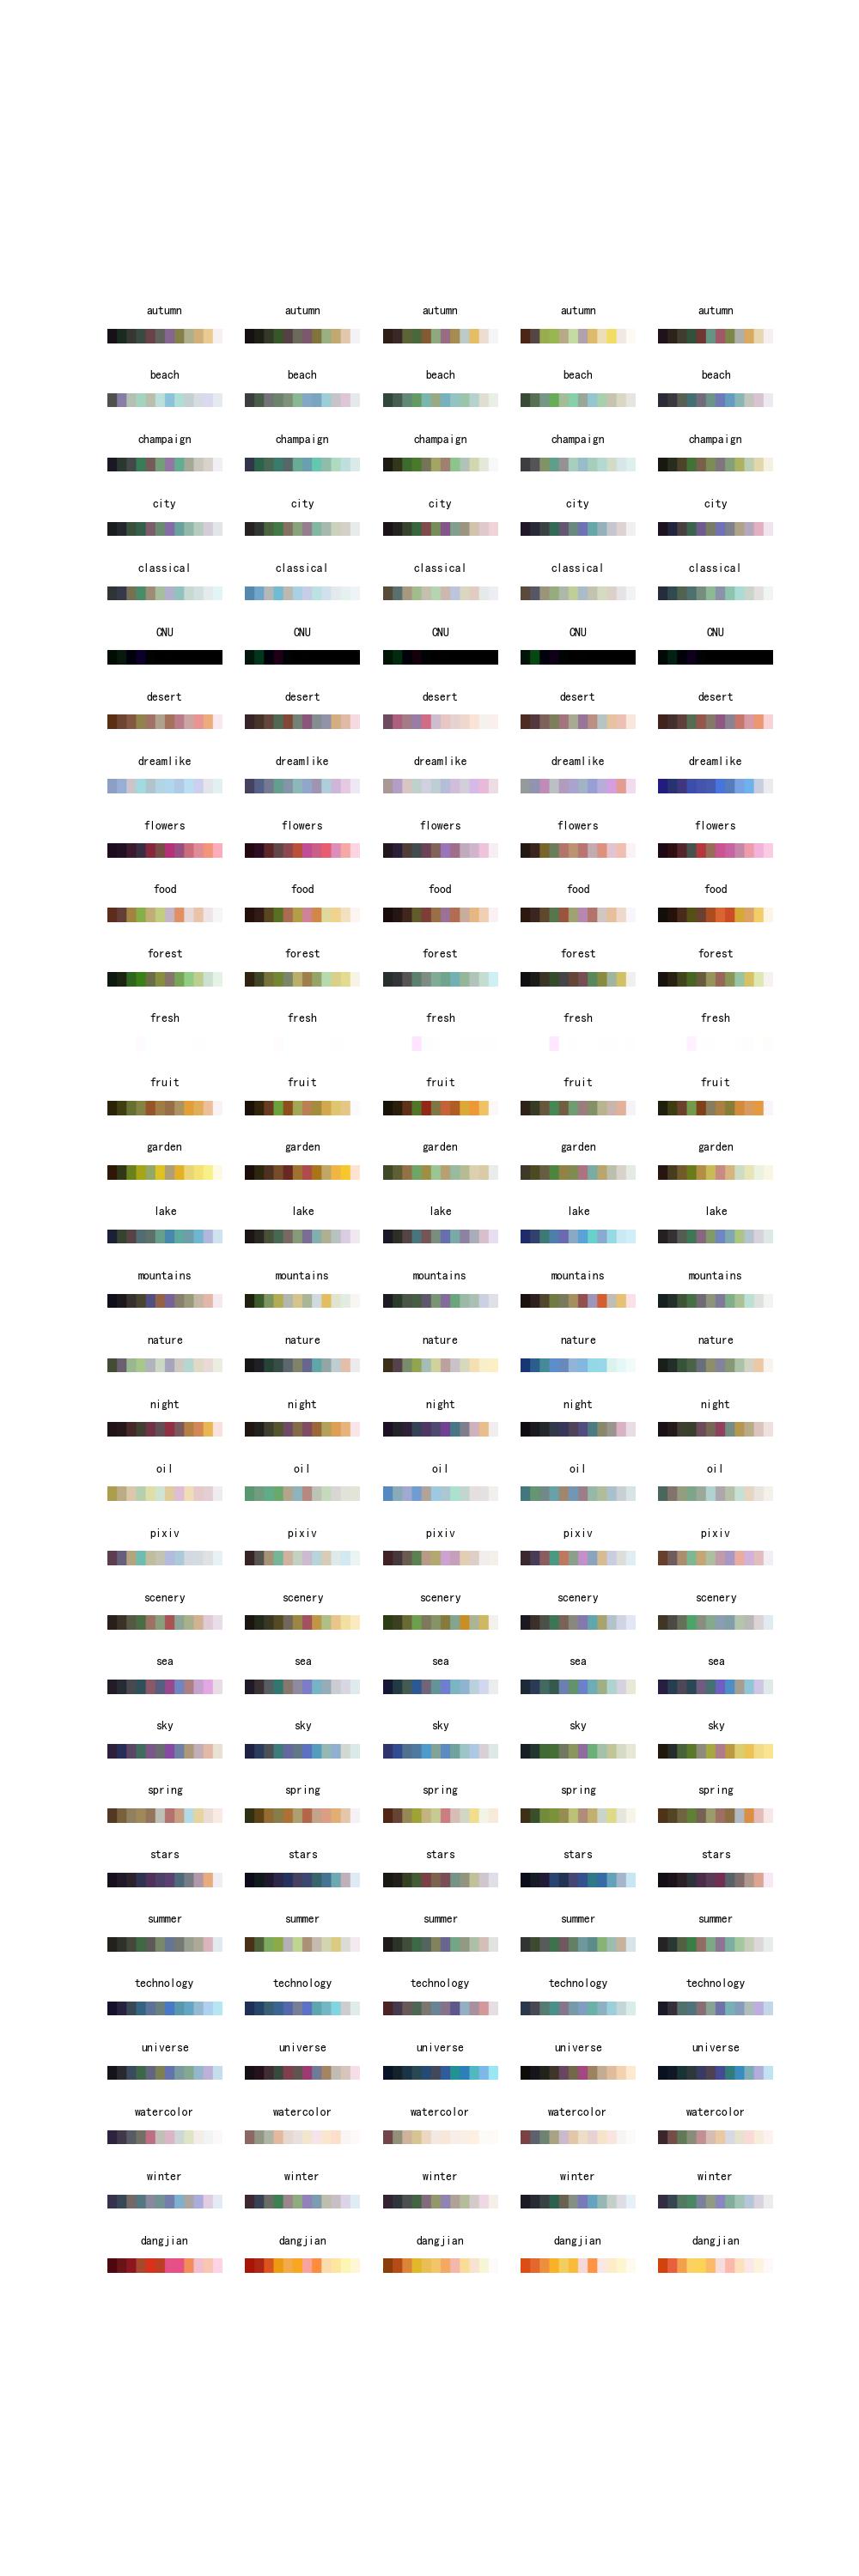 autumn autumn autumn autumn autumn
beach beach beach beach beach
champaign champaign champaign champaign champaign
city city city city city
classical classical classical classical classical
CNU CNU CNU CNU CNU
desert desert desert desert desert
dreamlike dreamlike dreamlike dreamlike dreamlike
flowers flowers flowers flowers flowers
food food food food food
forest forest forest forest forest
fresh fresh fresh fresh fresh
fruit fruit fruit fruit fruit
garden garden garden garden garden
lake lake lake lake lake
mountains mountains mountains mountains mountains
nature nature nature nature nature
night night night night night
oil oil oil oil oil
pixiv pixiv pixiv pixiv pixiv
scenery scenery scenery scenery scenery
sea sea sea sea sea
sky sky sky sky sky
spring spring spring spring spring
stars stars stars stars stars
summer summer summer summer summer
technology technology technology technology technology
universe universe universe universe universe
watercolor watercolor watercolor watercolor watercolor
winter winter winter winter winter
dangjian dangjian dangjian dangjian dangjian